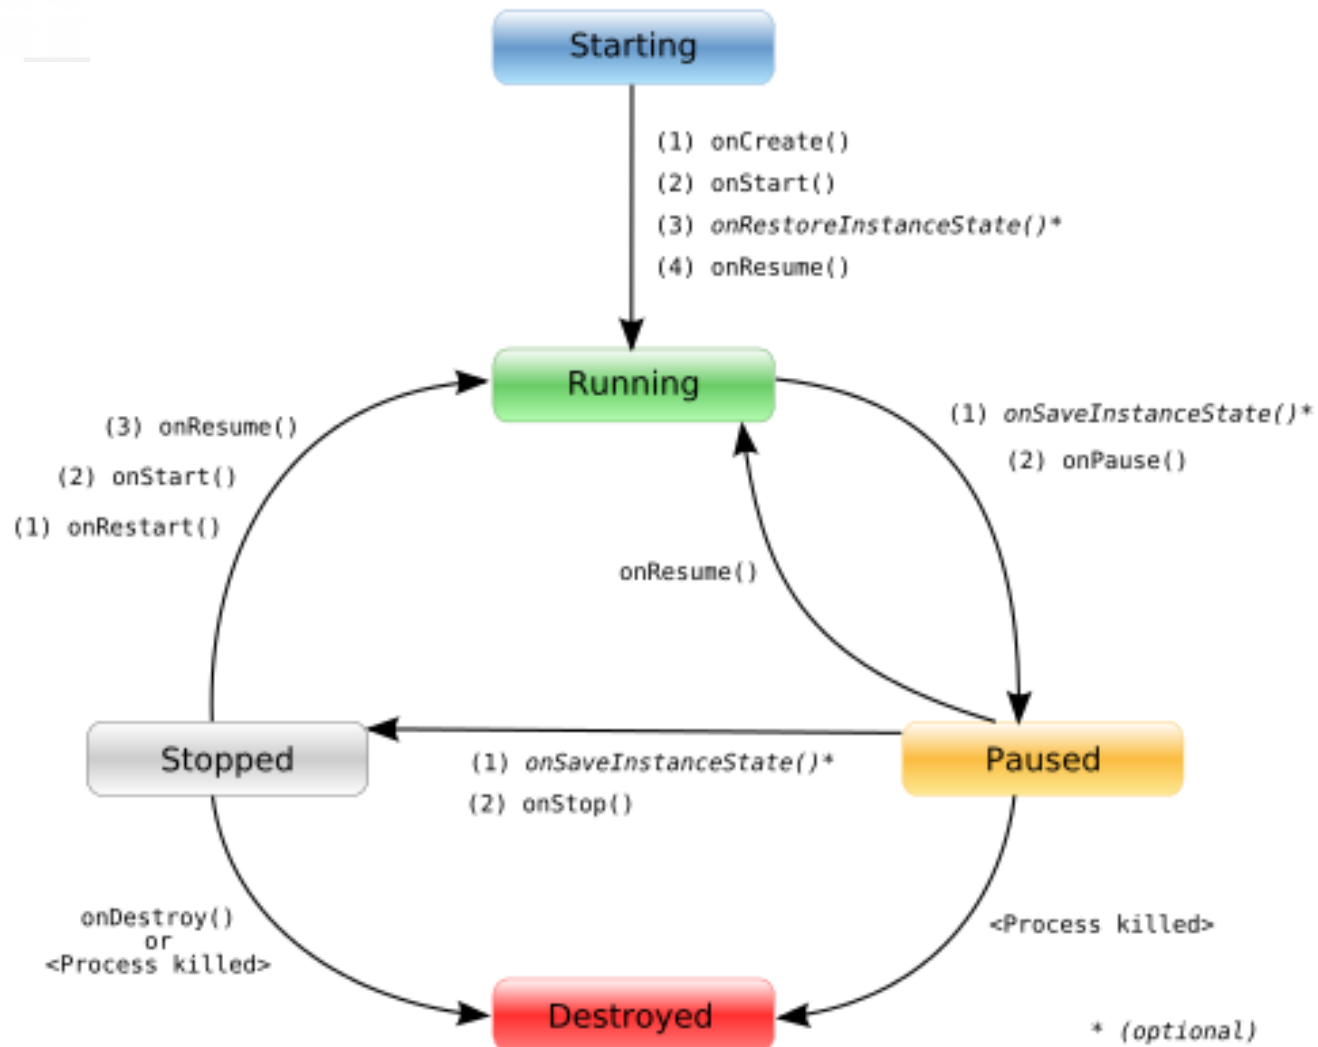 Starting
(1) onCreate()
(2) onStart()
(3) onRestoreInstanceState()*
(4) onResume()
Running
(3) onResume()
(2) onStart()
(1) onRestart()
(1) onSaveInstanceState()*
(2) onPause()
onResume()
Stopped
(1) onSaveInstanceState()*
(2) onStop()
Paused
onDestroy()
or
<Process killed>
<Process killed>
Destroyed
* (optional)